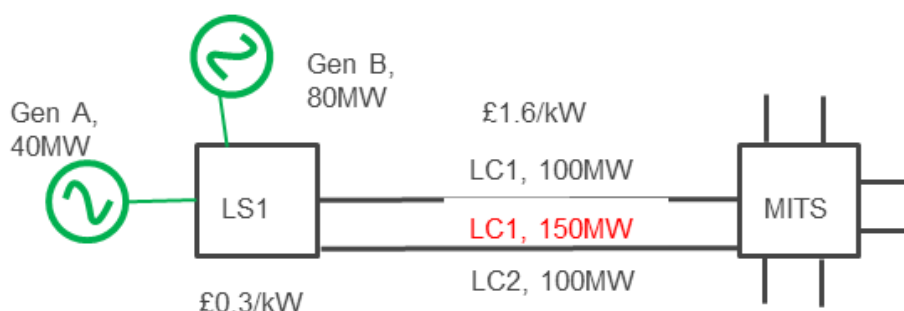 Gen B,
80MW
Gen A,
40MW
£1.6/kW
LC1, 100MW
LS1
MITS
LC1, 150MW
LC2, 100MW
£0.3/kW